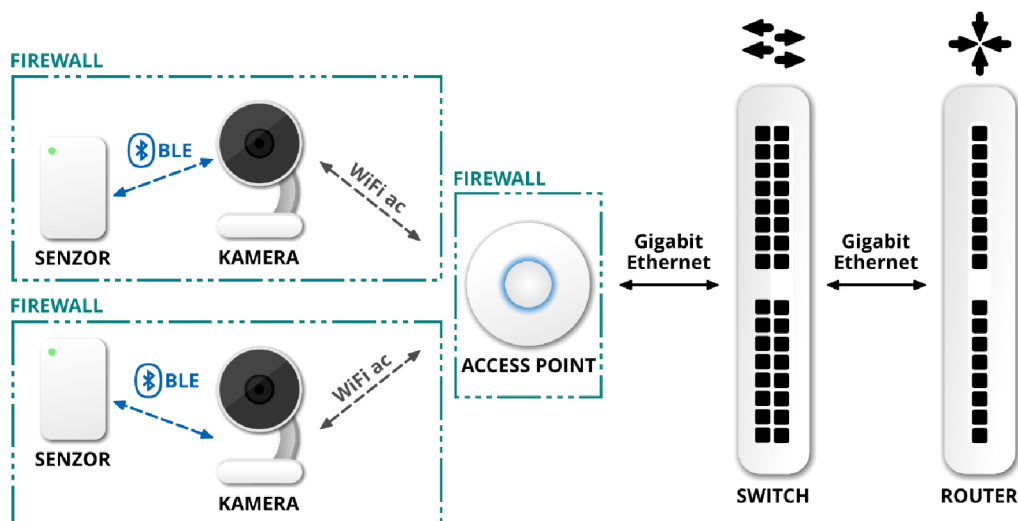 FIREWALL
BLE
WiFi ac
SENZOR
KAMERA
FIREWALL
BLE
WiFi ac
SENZOR
KAMERA
FIREWALL
ACCESS POINT
Gigabit
Ethernet
SWITCH
Gigabit
Ethernet
ROUTER